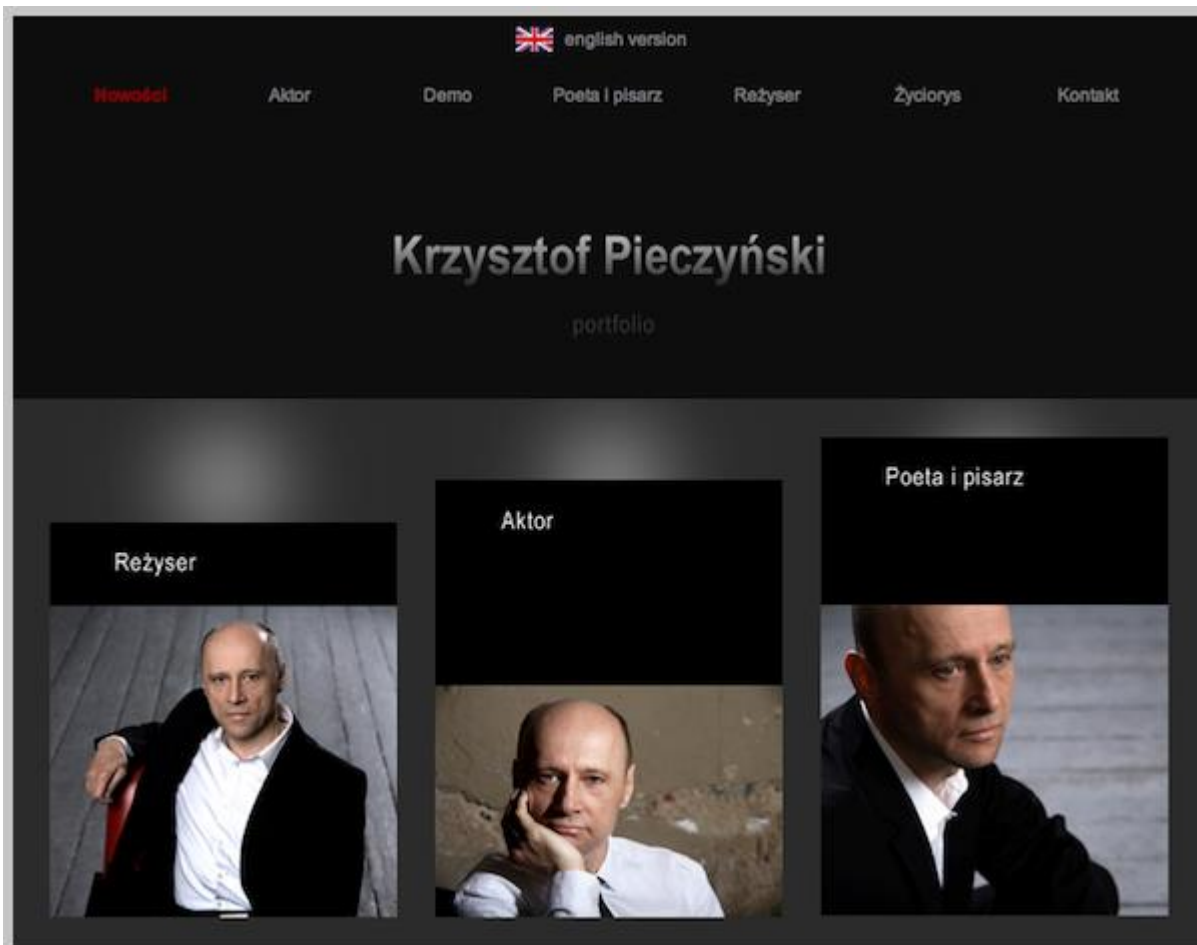 english version
Nowości Aktor Demo Poeta i pisarz Reżyser Życiorys Kontakt
Krzysztof Pieczyński
portfolio
Reżyser
Aktor
Poeta i pisarz